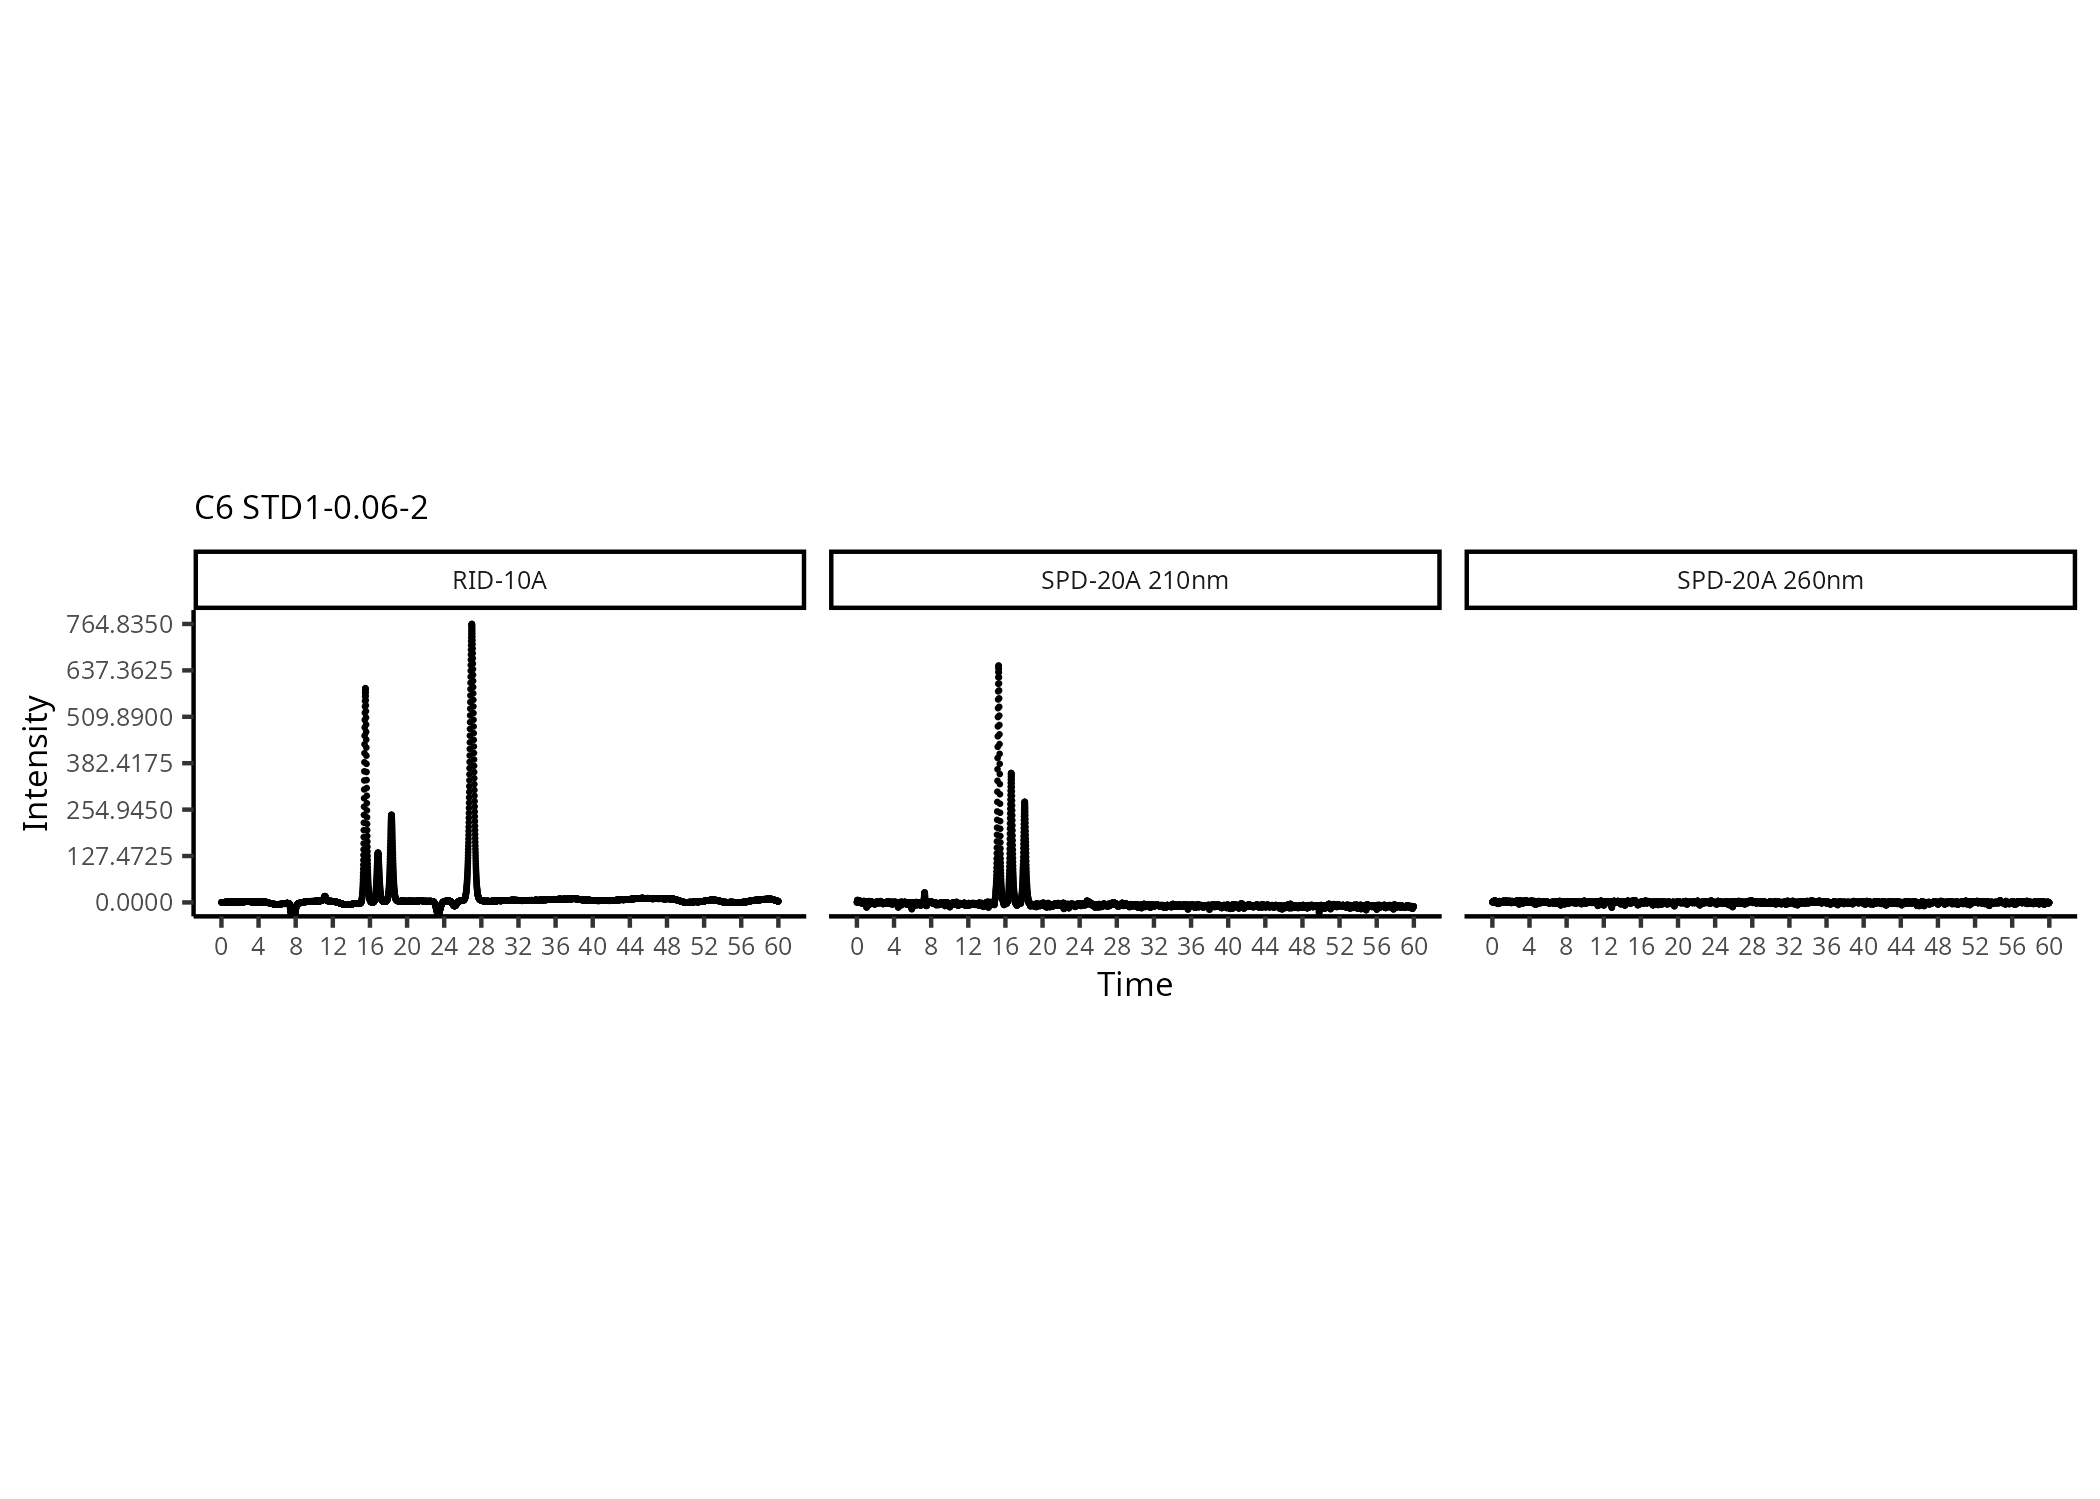 C6 STD1-0.06-2
RID-10A
SPD-20A 210nm
SPD-20A 260nm
Intensity
764.8350
637.3625
509.8900
382.4175
254.9450
127.4725
0.0000
0 4 8 12 16 20 24 28 32 36 40 44 48 52 56 60
0 4 8 12 16 20 24 28 32 36 40 44 48 52 56 60
0 4 8 12 16 20 24 28 32 36 40 44 48 52 56 60
Time